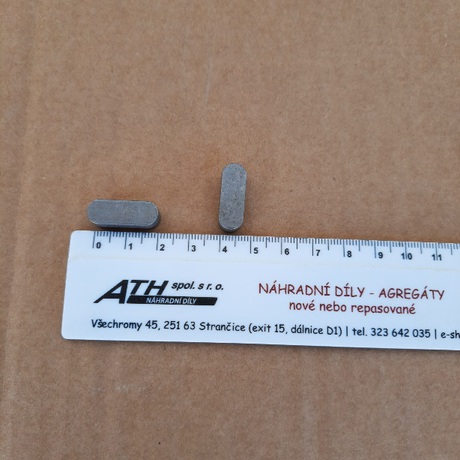 0 1 2 3 4 5 6 7 8 9 10 11
ATH spol. s r. o.
NÁHRADNÍ DÍLY
NÁHRADNÍ DÍLY - AGREGÁTY
nové nebo repasované
Všechromy 45, 251 63 Strančice (exit 15, dálnice D1) | tel. 323 642 035 | e-sh